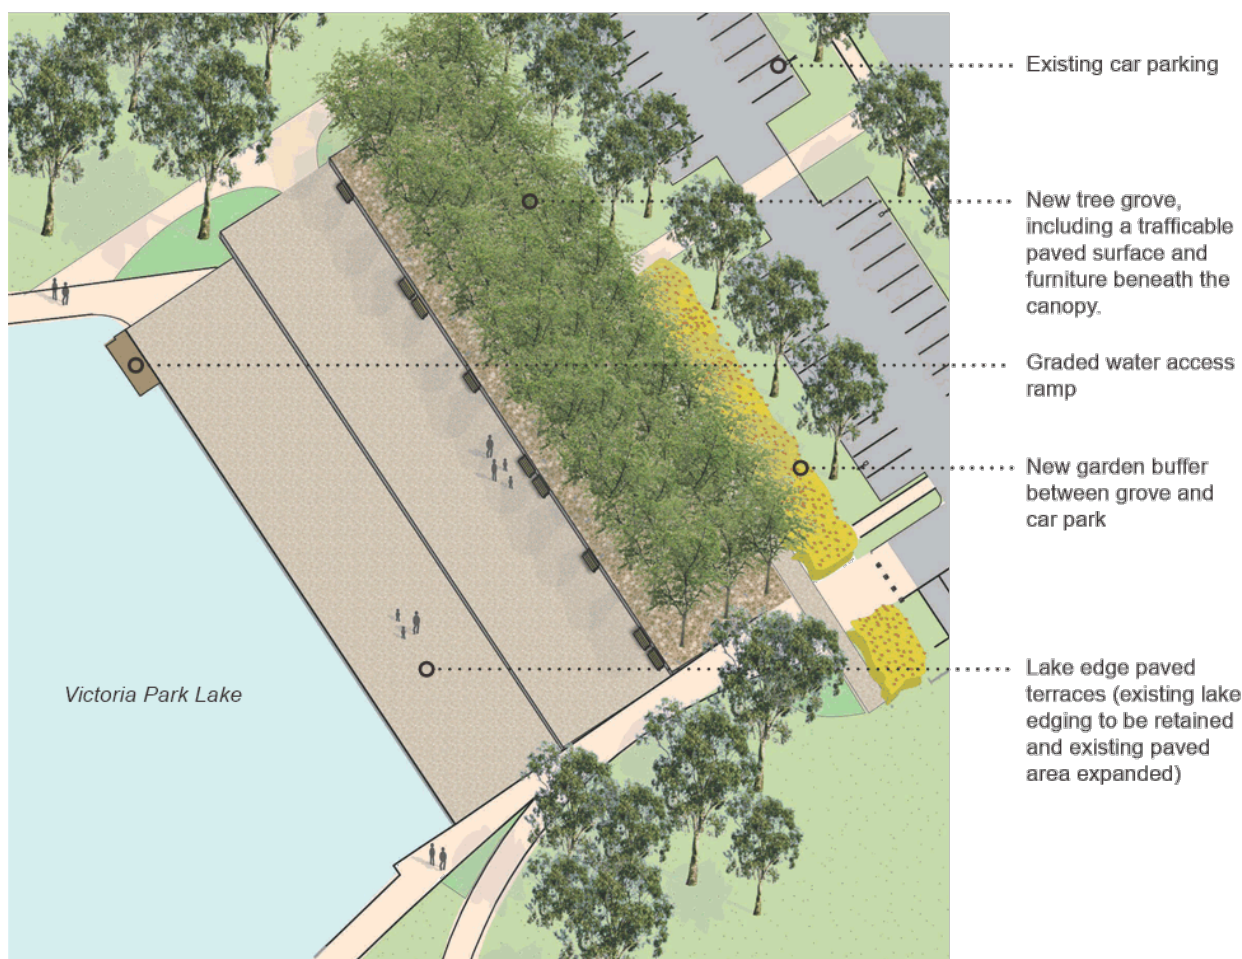 Existing car parking
New tree grove,
including a trafficable
paved surface and
furniture beneath the
canopy.
Graded water access
ramp
New garden buffer
between grove and
car park
Lake edge paved
terraces (existing lake
edging to be retained
and existing paved
area expanded)
Victoria Park Lake